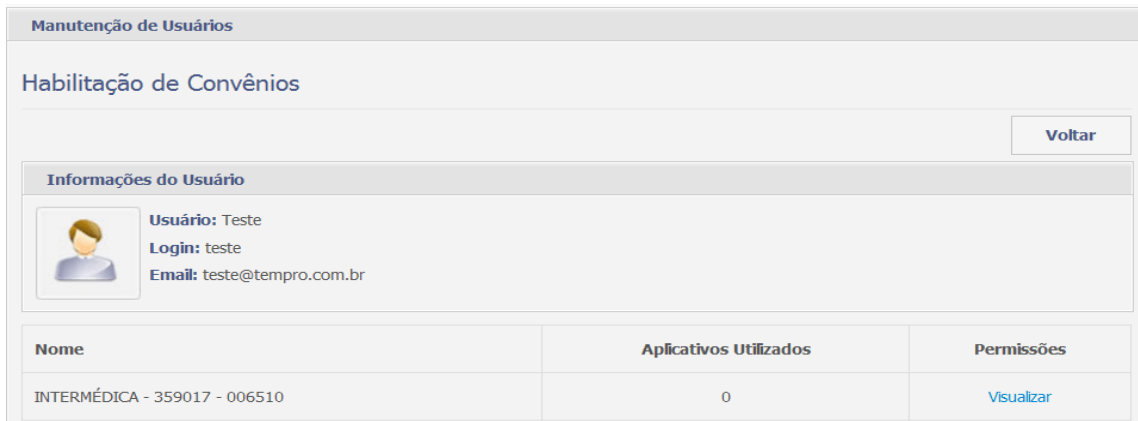 Manutenção de Usuários
Habilitação de Convênios
Voltar
Informações do Usuário
Usuário: Teste
Login: teste
Email: teste@tempro.com.br
Nome Aplicativos Utilizados Permissões
INTERMÉDICA - 359017 - 006510 0 Visualizar